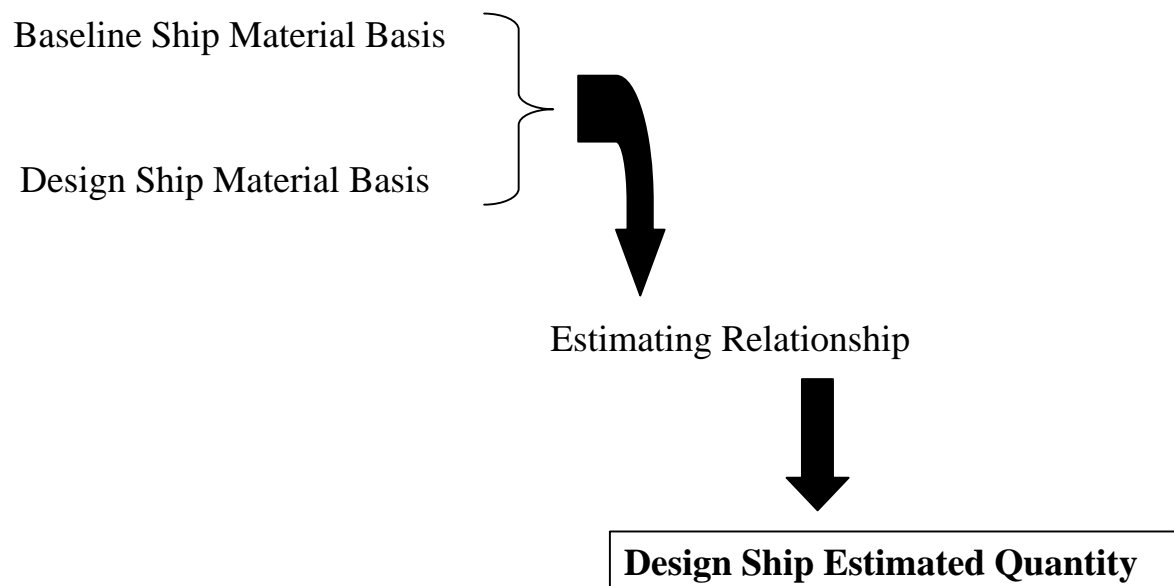 Baseline Ship Material Basis
Design Ship Material Basis
Estimating Relationship
Design Ship Estimated Quantity